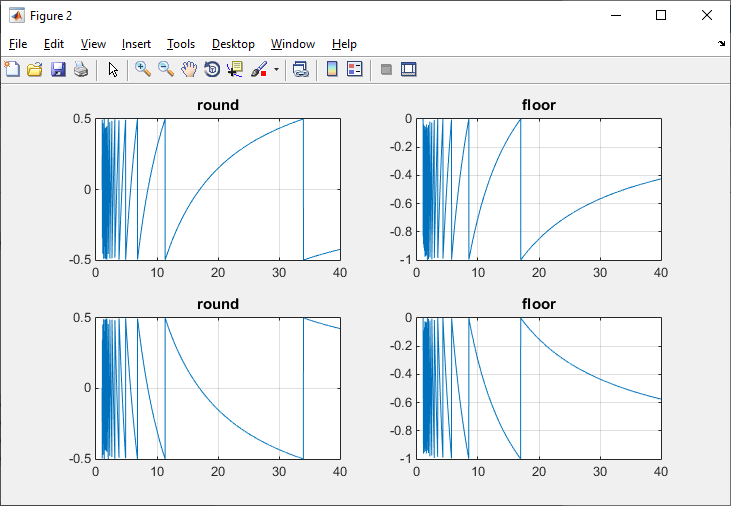 Figure 2
File Edit View Insert Tools Desktop Window Help
round
0.5
0
-0.5
0 10 20 30 40
floor
0
-0.2
-0.4
-0.6
-0.8
-1
0 10 20 30 40
round
0.5
0
-0.5
0 10 20 30 40
floor
0
-0.2
-0.4
-0.6
-0.8
-1
0 10 20 30 40